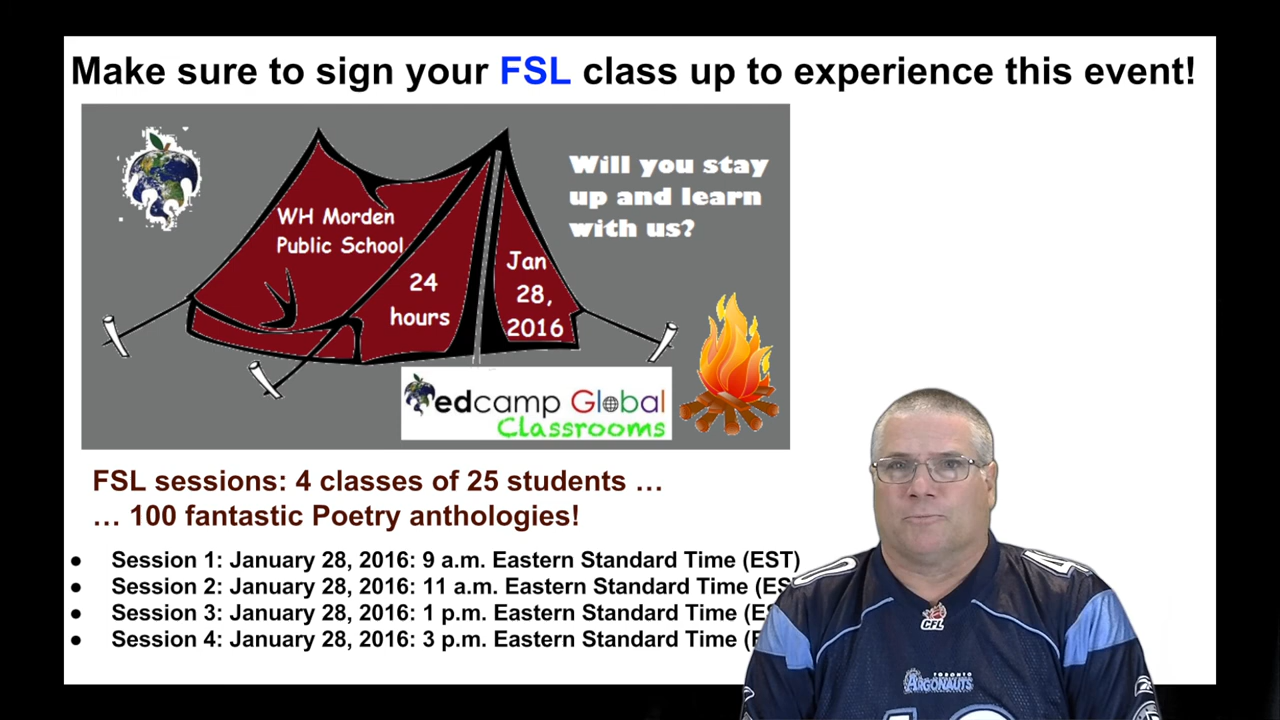 Make sure to sign your FSL class up to experience this event!
Will you stay
up and learn
with us?
WH Morden
Public School
24
hours
Jan
28,
2016
edcamp Global
Classrooms
FSL sessions: 4 classes of 25 students …
… 100 fantastic Poetry anthologies!
• Session 1: January 28, 2016: 9 a.m. Eastern Standard Time (EST)
• Session 2: January 28, 2016: 11 a.m. Eastern Standard Time
• Session 3: January 28, 2016: 1 p.m. Eastern Standard Time
• Session 4: January 28, 2016: 3 p.m. Eastern Standard Time
CFL
TORONTO
ARGONAUTS